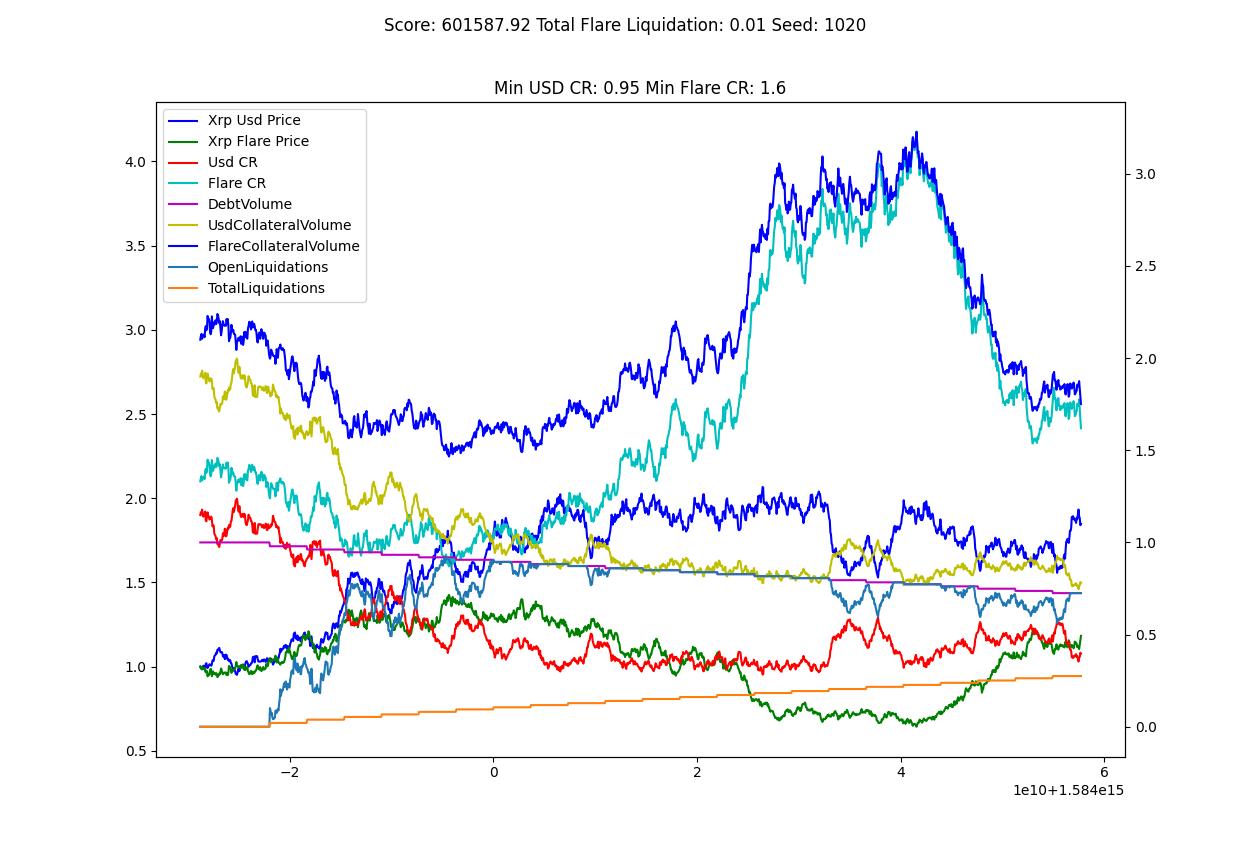 Score: 601587.92 Total Flare Liquidation: 0.01 Seed: 1020
Min USD CR: 0.95 Min Flare CR: 1.6
Xrp Usd Price
Xrp Flare Price
Usd CR
Flare CR
DebtVolume
UsdCollateralVolume
FlareCollateralVolume
OpenLiquidations
TotalLiquidations
4.0
3.5
3.0
2.5
2.0
1.5
1.0
0.5
3.0
2.5
2.0
1.5
1.0
0.5
0.0
−2 0 2 4 6
1e10+1.584e15